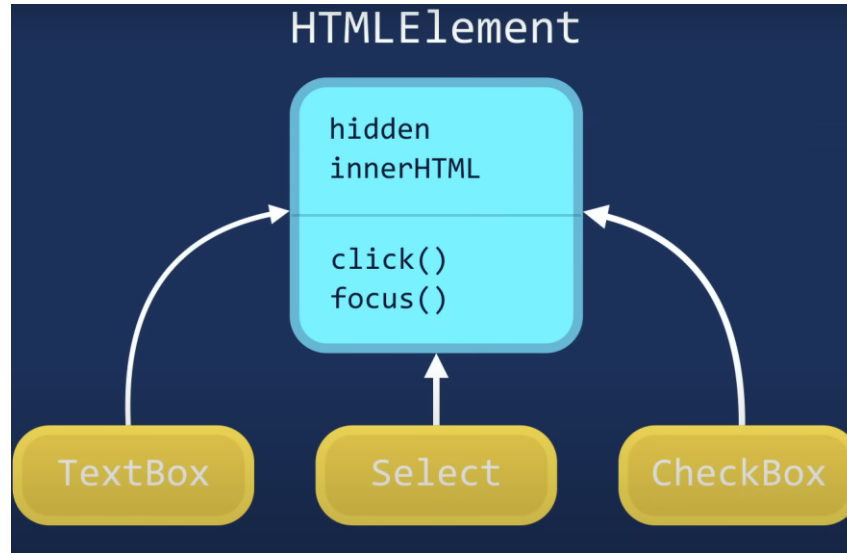 HTMLElement
hidden
innerHTML
click()
focus()
TextBox
Select
CheckBox